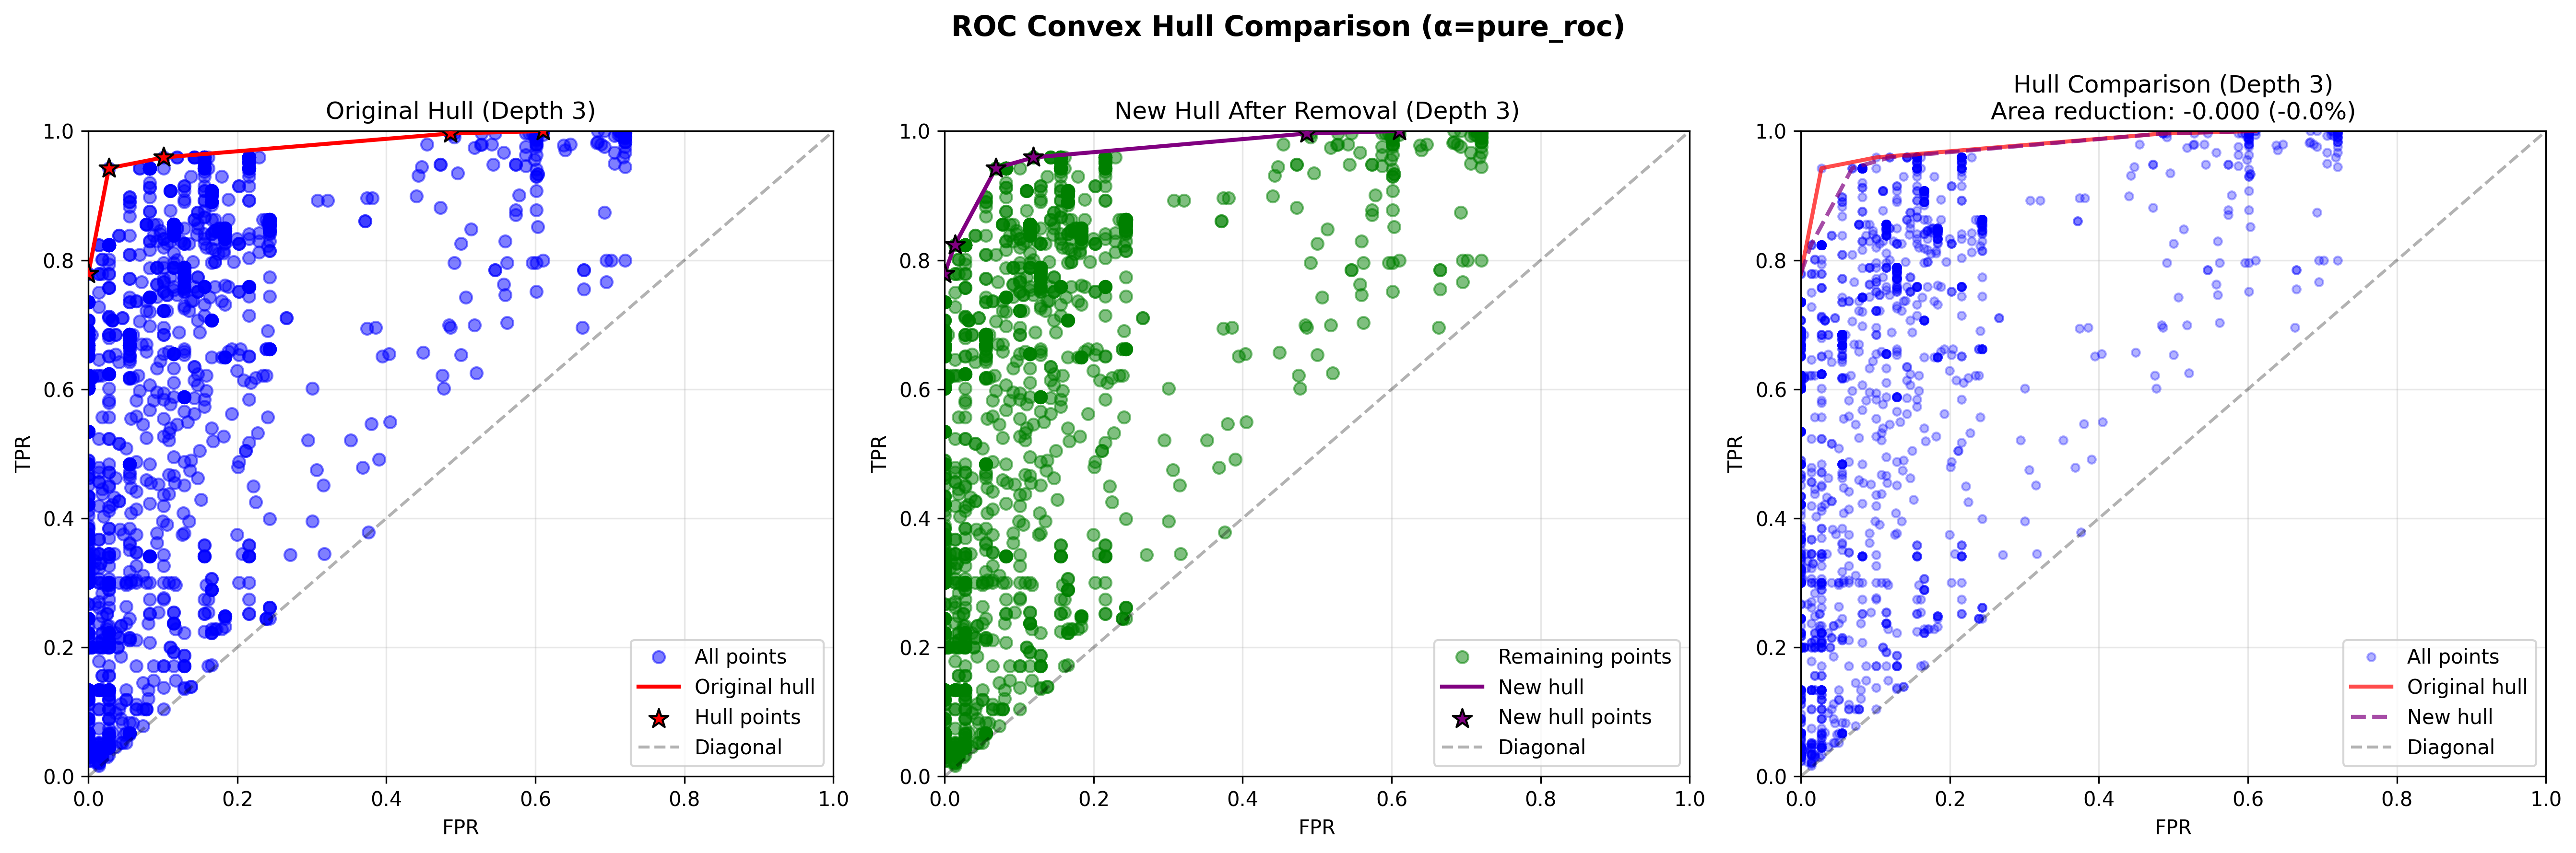 ROC Convex Hull Comparison (α=pure_roc)
Original Hull (Depth 3)
TPR
1.0
0.8
0.6
0.4
0.2
0.0
0.0 0.2 0.4 0.6 0.8 1.0
FPR
All points
Original hull
Hull points
Diagonal
New Hull After Removal (Depth 3)
TPR
1.0
0.8
0.6
0.4
0.2
0.0
0.0 0.2 0.4 0.6 0.8 1.0
FPR
Remaining points
New hull
New hull points
Diagonal
Hull Comparison (Depth 3)
Area reduction: -0.000 (-0.0%)
TPR
1.0
0.8
0.6
0.4
0.2
0.0
0.0 0.2 0.4 0.6 0.8 1.0
FPR
All points
Original hull
New hull
Diagonal